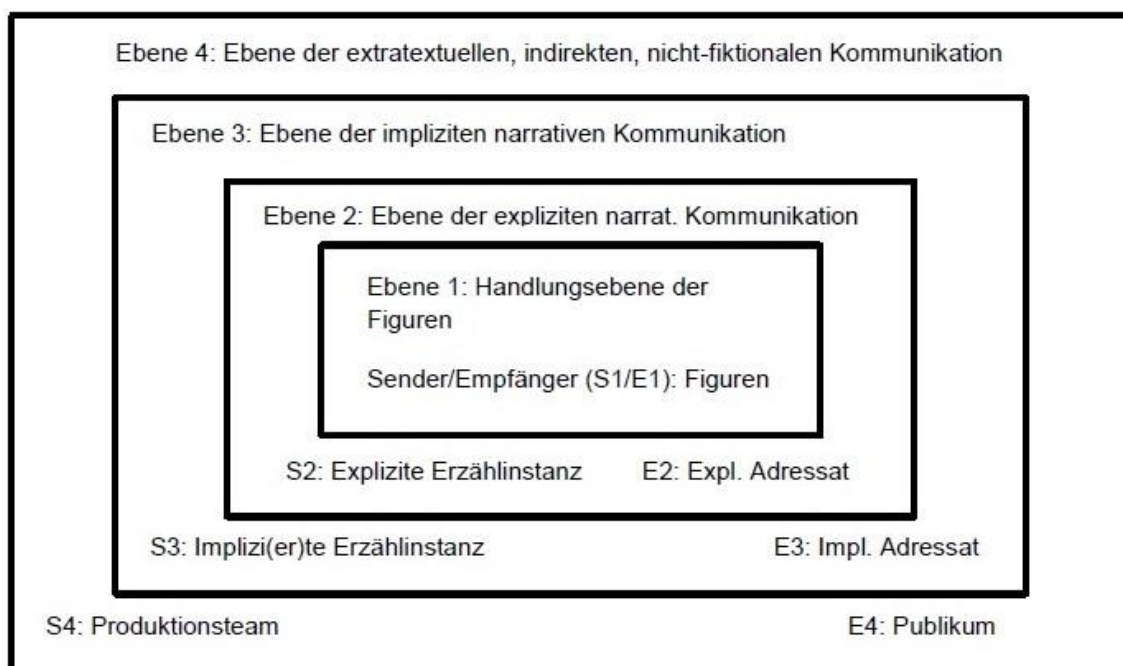 Ebene 4: Ebene der extratextuellen, indirekten, nicht-fiktionalen Kommunikation
Ebene 3: Ebene der impliziten narrativen Kommunikation
Ebene 2: Ebene der expliziten narrat. Kommunikation
Ebene 1: Handlungsebene der
Figuren
Sender/Empfänger (S1/E1): Figuren
S2: Explizite Erzählinstanz E2: Expl. Adressat
S3: Implizi(er)te Erzählinstanz E3: Impl. Adressat
S4: Produktionsteam E4: Publikum